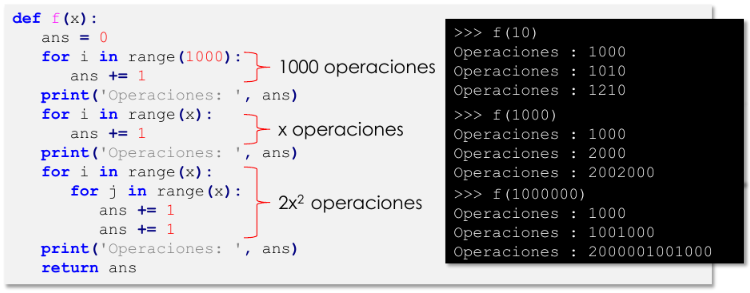 def f(x):
    ans = 0
    for i in range(1000):
        ans += 1
    print('Operaciones: ', ans)
    for i in range(x):
        ans += 1
    print('Operaciones: ', ans)
    for i in range(x):
        for j in range(x):
            ans += 1
            ans += 1
    print('Operaciones: ', ans)
    return ans
1000 operaciones
x operaciones
2x² operaciones
>>> f(10)
Operaciones : 1000
Operaciones : 1010
Operaciones : 1210
>>> f(1000)
Operaciones : 1000
Operaciones : 2000
Operaciones : 2002000
>>> f(1000000)
Operaciones : 1000
Operaciones : 1001000
Operaciones : 2000001001000